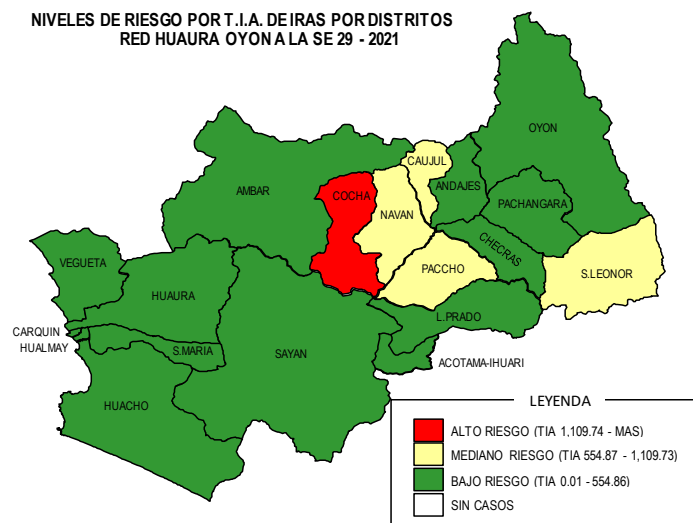 NIVELES DE RIESGO POR T.I.A. DE IRAS POR DISTRITOS
RED HUAURA OYON A LA SE 29 - 2021
OYON
CAUJUL
ANDAJES
AMBAR
COCHA
PACHANGARA
NAVAN
CHECRAS
VEGUETA
PACCHO
S.LEONOR
HUAURA
L.PRADO
CARQUIN
HUALMAY
S.MARIA
SAYAN
ACOTAMA-IHUARI
HUACHO
LEYENDA
ALTO RIESGO (TIA 1,109.74 - MAS)
MEDIANO RIESGO (TIA 554.87 - 1,109.73)
BAJO RIESGO (TIA 0.01 - 554.86)
SIN CASOS